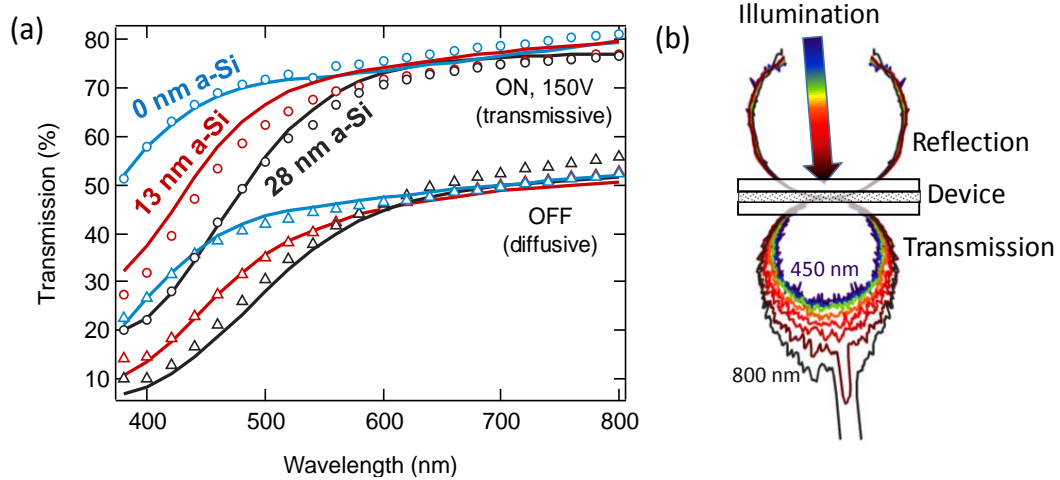 (a)
80
70
60
50
40
30
20
10
Transmission (%)
0 nm a-Si
13 nm a-Si
28 nm a-Si
ON, 150V
(transmissive)
OFF
(diffusive)
400
500
600
700
800
Wavelength (nm)
(b)
Illumination
Reflection
Device
Transmission
450 nm
800 nm